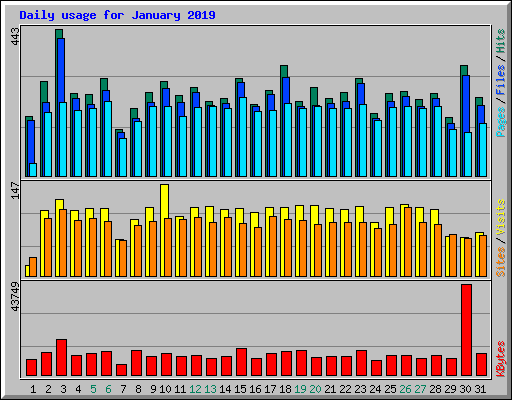 Daily usage for January 2019
443
Pages / Files / Hits
147
Sites / Visits
43749
KBytes
1 2 3 4 5 6 7 8 9 10 11 12 13 14 15 16 17 18 19 20 21 22 23 24 25 26 27 28 29 30 31